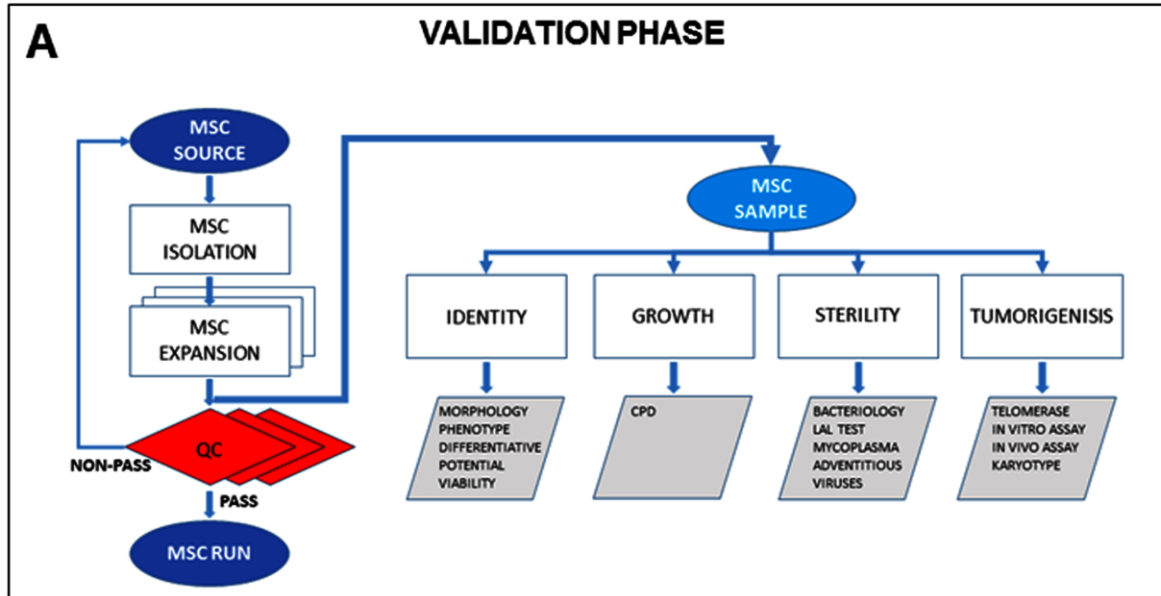 A
VALIDATION PHASE
MSC
SOURCE
MSC
ISOLATION
MSC
EXPANSION
QC
NON-PASS
PASS
MSC RUN
MSC
SAMPLE
IDENTITY
GROWTH
STERILITY
TUMORIGENISIS
MORPHOLOGY
PHENOTYPE
DIFFERENTIATIVE
POTENTIAL
VIABILITY
CPD
BACTERIOLOGY
LAL TEST
MYCOPLASMA
ADVENTITIOUS
VIRUSES
TELOMERASE
IN VITRO ASSAY
IN VIVO ASSAY
KARYOTYPE